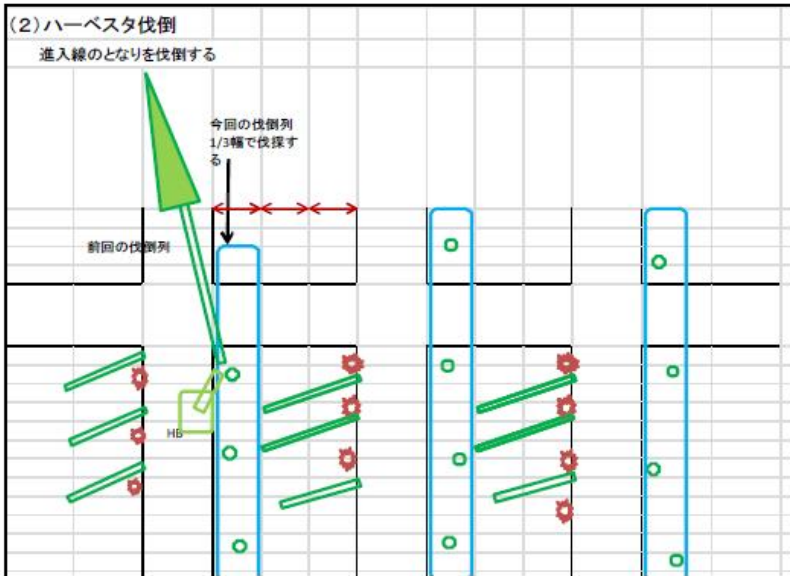 (２)ハーベスタ伐倒
進入線のとなりを伐倒する
今回の伐倒列
1/3幅で伐採す
る
前回の伐倒列
HB